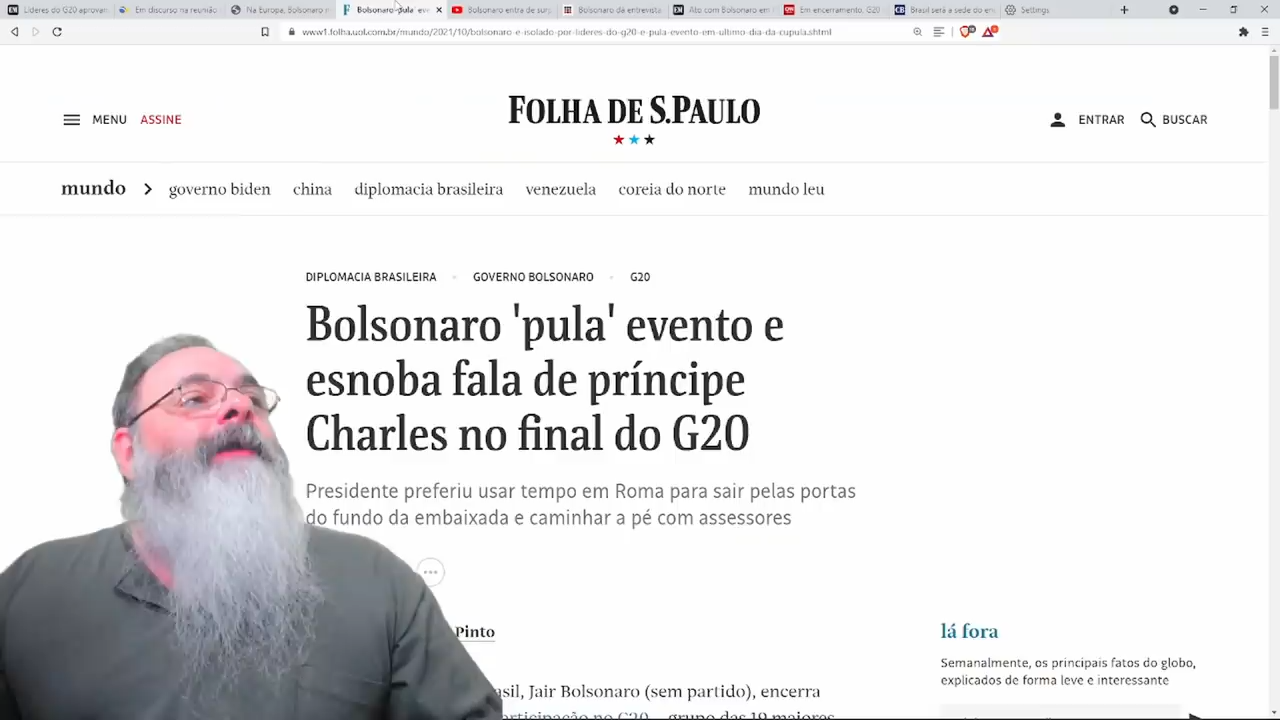 Líderes do G20 aprovam
Em discurso na reunião
Na Europa, Bolsonaro n
Bolsonaro 'pula' eve
Bolsonaro entra de surp
Bolsonaro dá entrevista
Ato com Bolsonaro em
Em encerramento, G20
Brasil será a sede do en
Settings
www1.folha.uol.com.br/mundo/2021/10/bolsonaro-e-isolado-por-lideres-do-g20-e-pula-evento-em-ultimo-dia-da-cupula.shtml
MENU
ASSINE
FOLHA DE S.PAULO
ENTRAR
BUSCAR
mundo
governo biden
china
diplomacia brasileira
venezuela
coreia do norte
mundo leu
DIPLOMACIA BRASILEIRA
GOVERNO BOLSONARO
G20
Bolsonaro 'pula' evento e
esnoba fala de príncipe
Charles no final do G20
Presidente preferiu usar tempo em Roma para sair pelas portas
do fundo da embaixada e caminhar a pé com assessores
Pinto
lá fora
Semanalmente, os principais fatos do globo,
explicados de forma leve e interessante
asil, Jair Bolsonaro (sem partido), encerra
articipação no G20 – grupo das 19 maiores